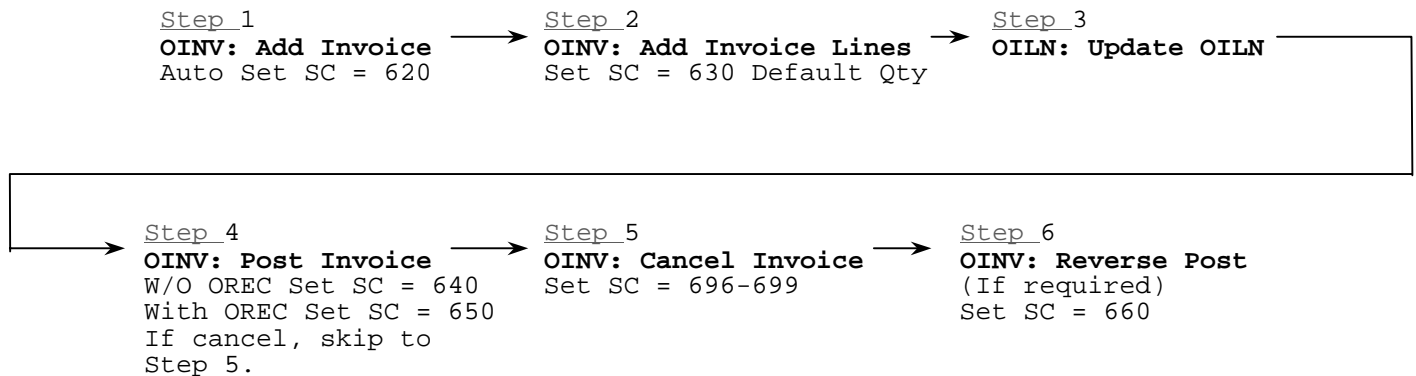 Step 1
OINV: Add Invoice
Auto Set SC = 620
Step 2
OINV: Add Invoice Lines
Set SC = 630 Default Qty
Step 3
OILN: Update OILN
Step 4
OINV: Post Invoice
W/O OREC Set SC = 640
With OREC Set SC = 650
If cancel, skip to
Step 5.
Step 5
OINV: Cancel Invoice
Set SC = 696-699
Step 6
OINV: Reverse Post
(If required)
Set SC = 660